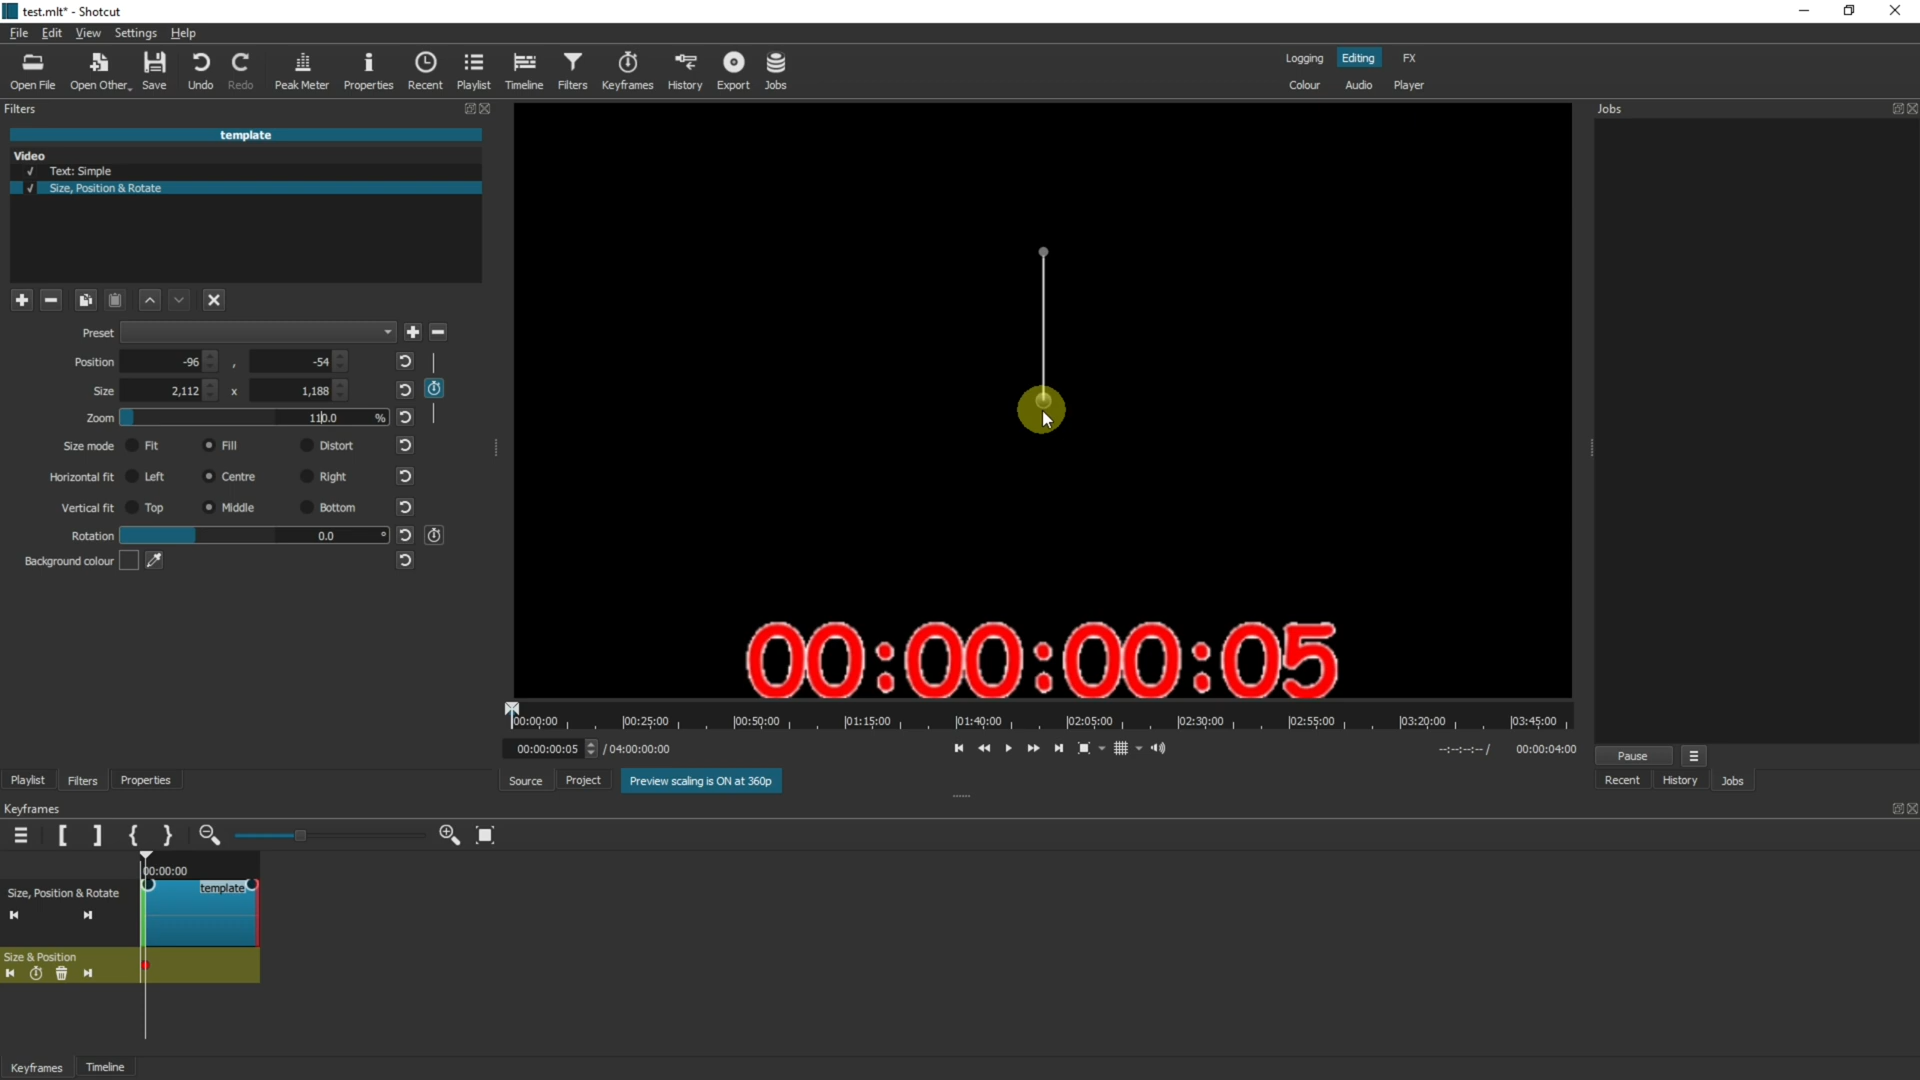 test.mlt* - Shotcut
File Edit View Settings Help
Open File Open Other... Save Undo Redo Peak Meter Properties Recent Playlist Timeline Filters Keyframes History Export Jobs
Logging Editing FX
Colour Audio Player
Filters
template
Video
✓ Text: Simple
✓ Size, Position & Rotate
Preset
Position -96 , -54
Size 2,112 x 1,188
Zoom 110.0 %
Size mode Fit Fill Distort
Horizontal fit Left Centre Right
Vertical fit Top Middle Bottom
Rotation 0.0 °
Background colour
00:00:00:05
00:00:00 00:25:00 00:50:00 01:15:00 01:40:00 02:05:00 02:30:00 02:55:00 03:20:00 03:45:00
00:00:00:05 / 04:00:00:00
--:--:--:-- / 00:00:04:00
Jobs
Pause
Playlist Filters Properties
Source Project Preview scaling is ON at 360p
Recent History Jobs
Keyframes
00:00:00
Size, Position & Rotate
template
Size & Position
Keyframes Timeline